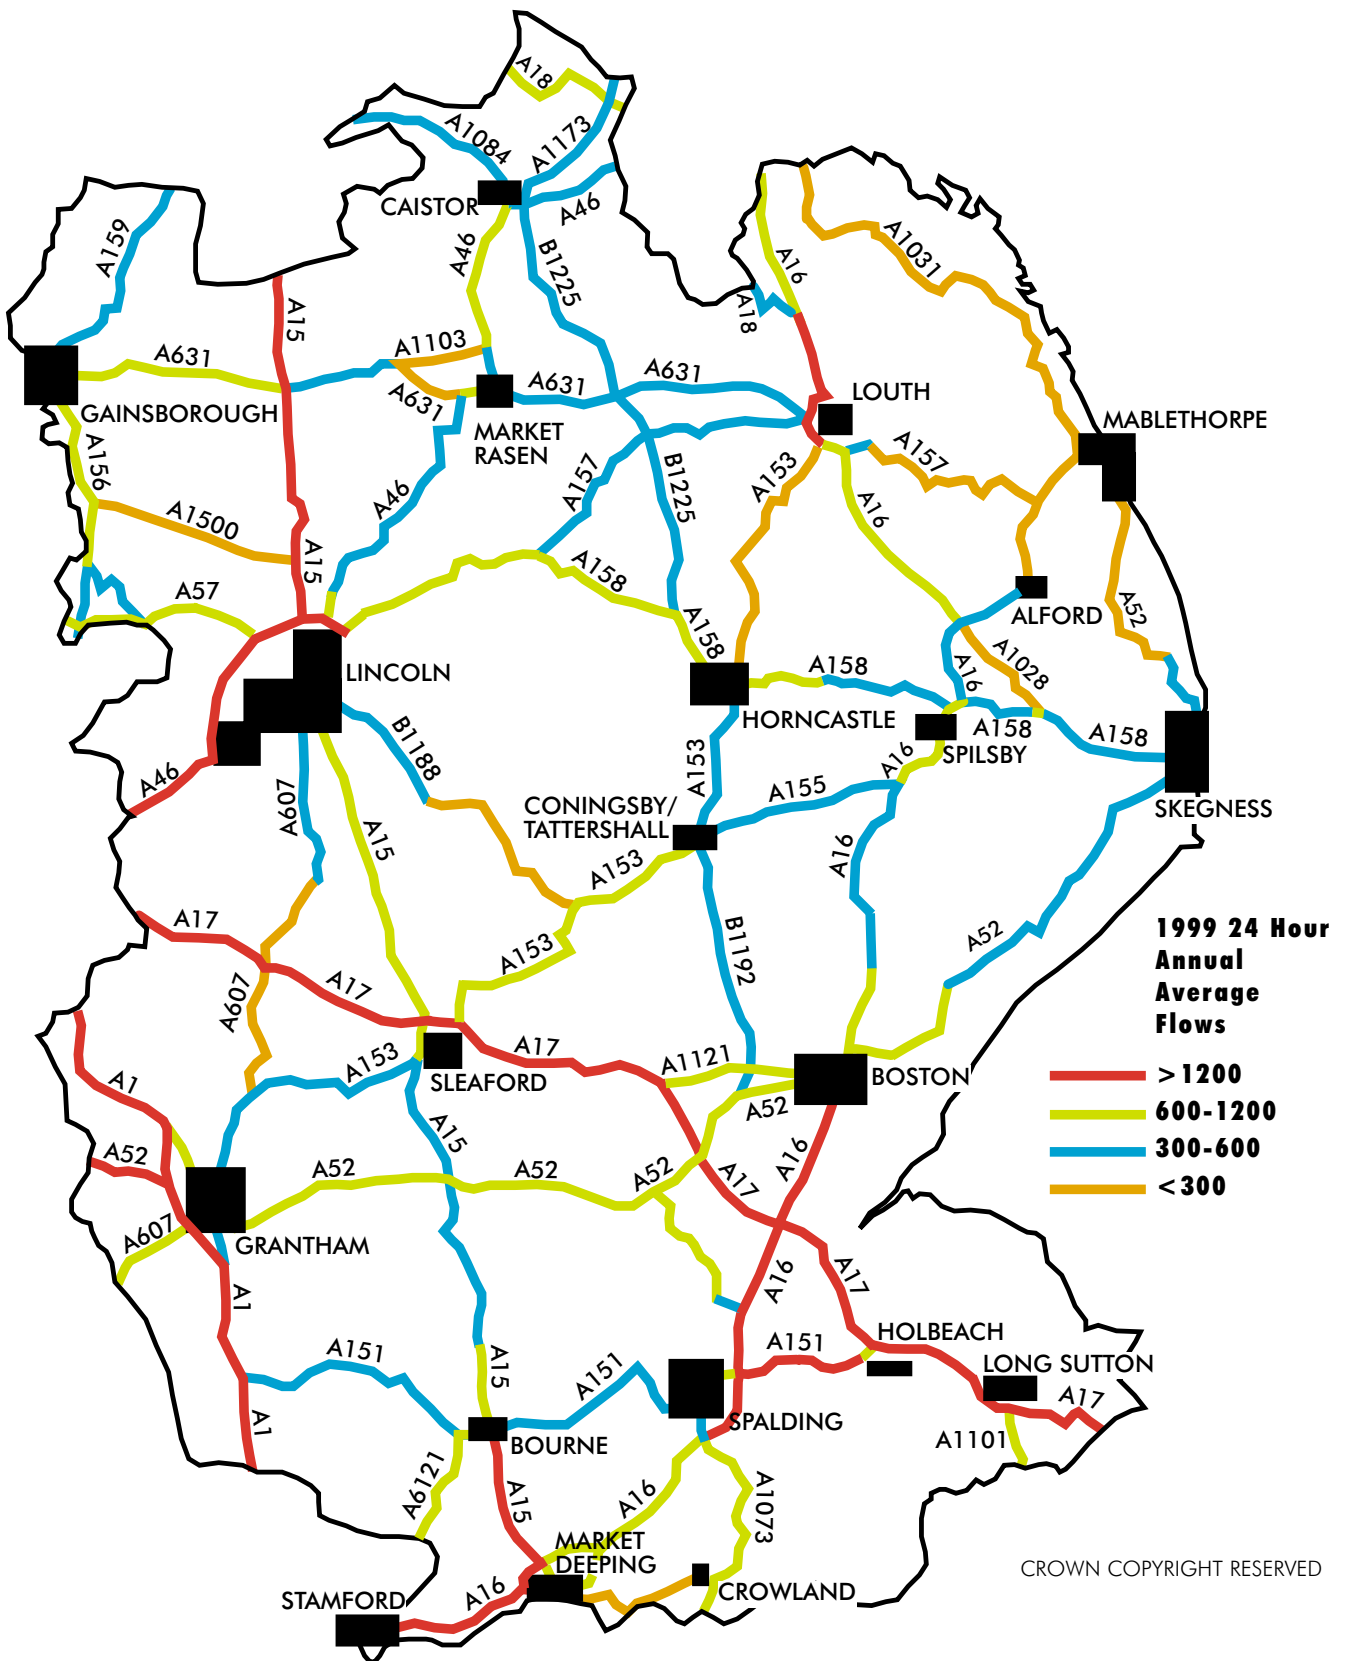 A18
A1084
A1173
CAISTOR
A46
A159
A46
B1225
A16
A1031
A18
A15
A1103
A631
A631
A631
A631
LOUTH
GAINSBOROUGH
MARKET
RASEN
MABLETHORPE
A156
A46
A157
B1225
A153
A157
A16
A1500
A15
A158
A57
ALFORD
A52
LINCOLN
A158
A158
A16
A1028
HORNCASTLE
A158
A158
SPILSBY
A46
A607
B1188
A153
A16
A155
SKEGNESS
CONINGSBY/
TATTERSHALL
A15
A153
A16
A17
A153
B1192
A52
A607
A17
1999 24 Hour
Annual
Average
Flows
>1200
600-1200
300-600
<300
A1
A153
SLEAFORD
A17
A1121
BOSTON
A52
A15
A52
A52
A52
A52
A17
A16
A607
GRANTHAM
A1
A16
A17
A151
A15
A151
A151
HOLBEACH
LONG SUTTON
A17
A1
BOURNE
SPALDING
A1101
A6121
A15
A16
A1073
MARKET
DEEPING
STAMFORD
A16
CROWLAND
CROWN COPYRIGHT RESERVED